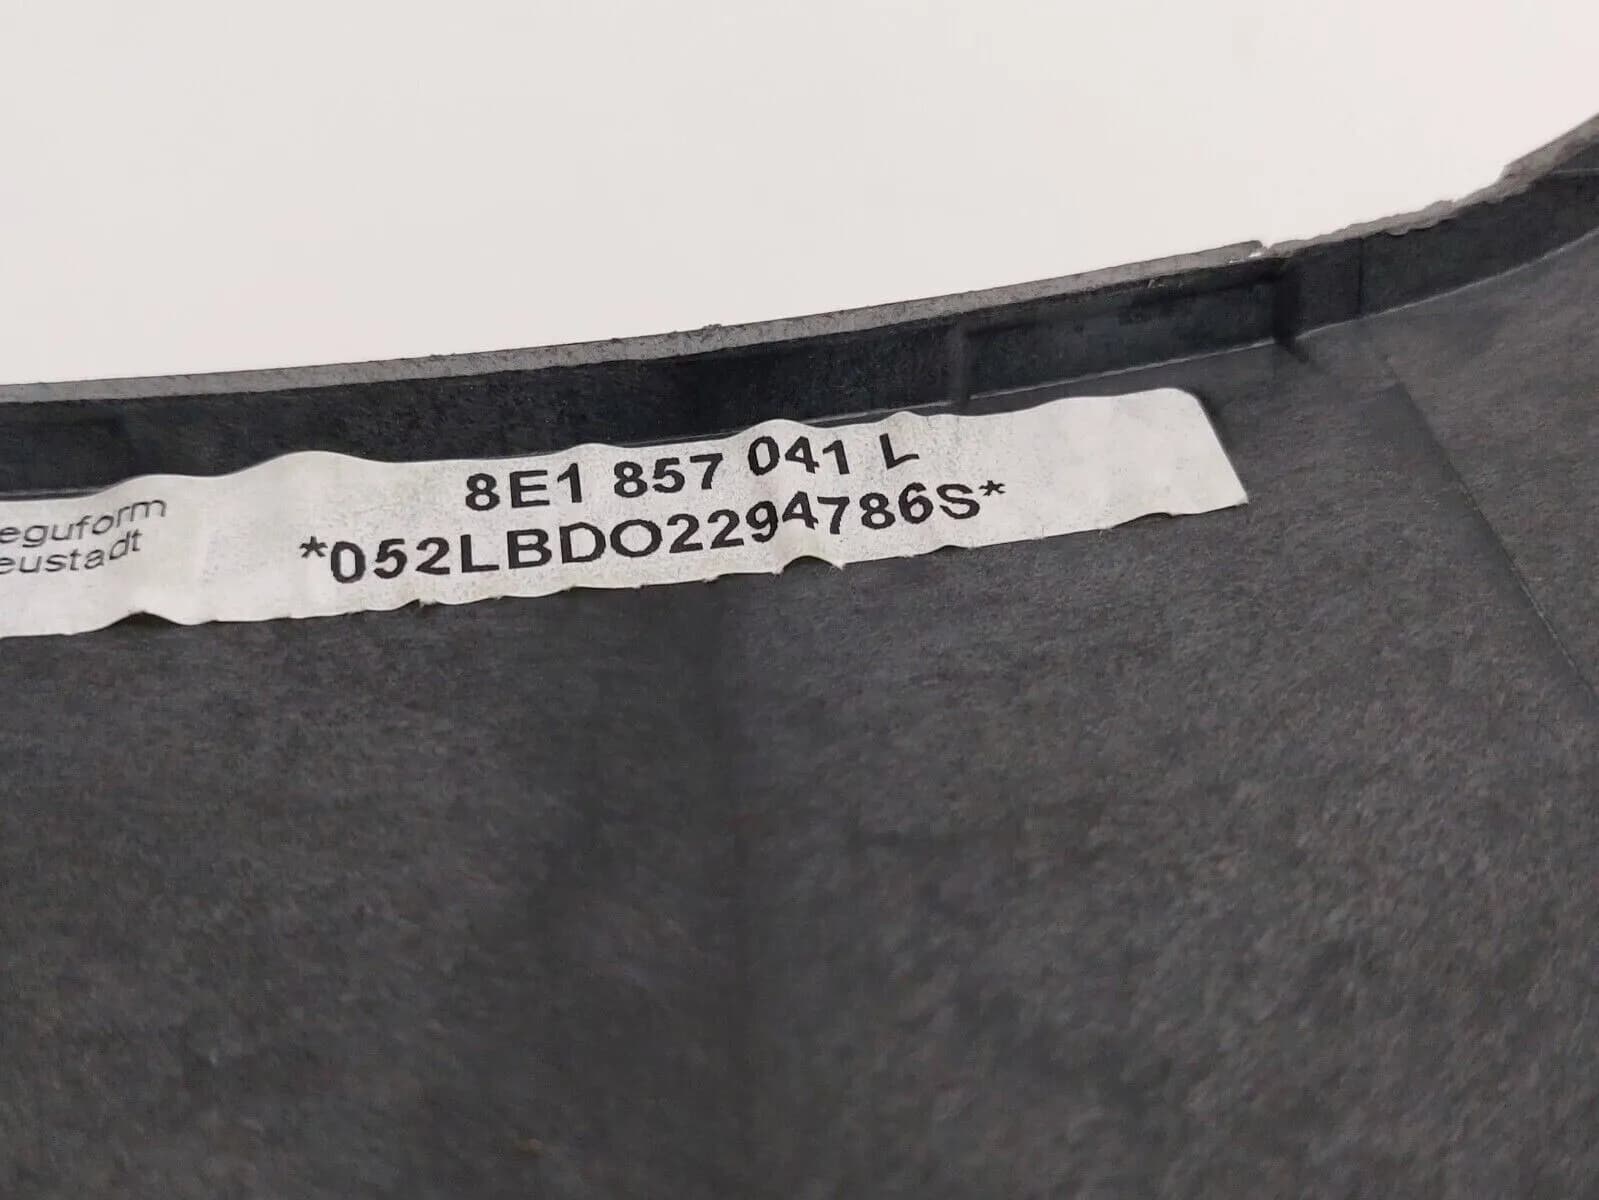 eguform
eustadt
8E1 857 041 L
*052LBDO2294786S*